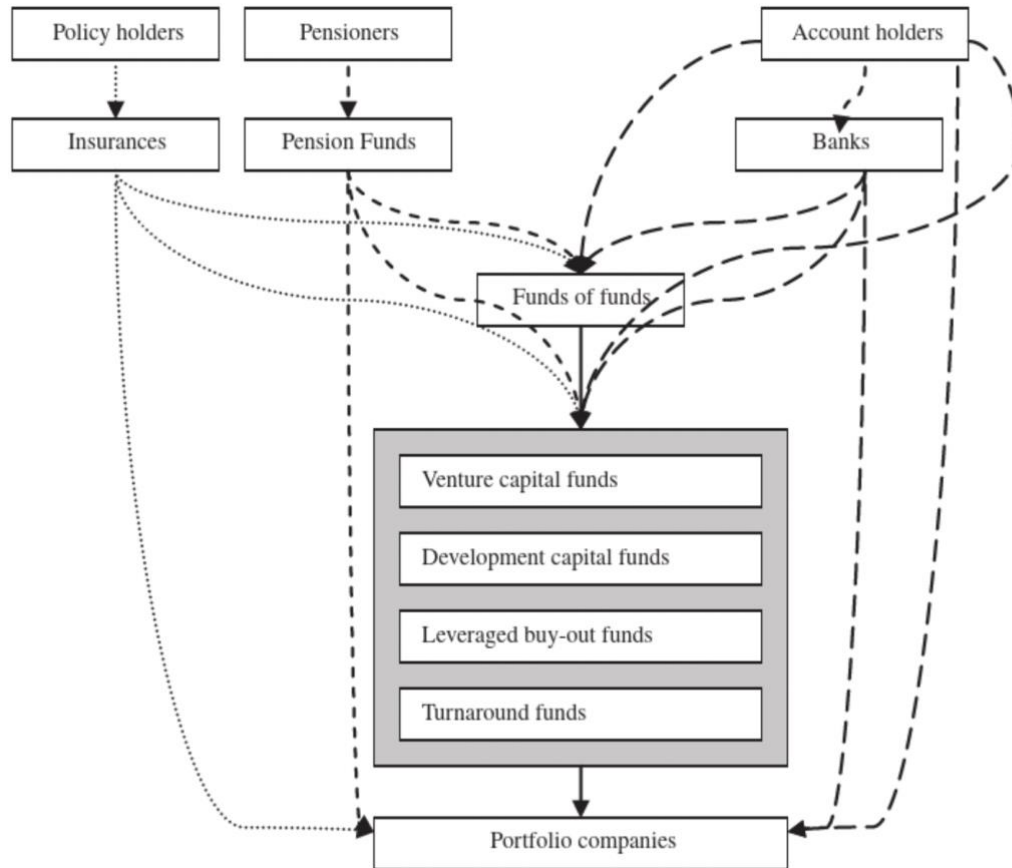 Policy holders
Pensioners
Account holders
Insurances
Pension Funds
Banks
Funds of funds
Venture capital funds
Development capital funds
Leveraged buy-out funds
Turnaround funds
Portfolio companies